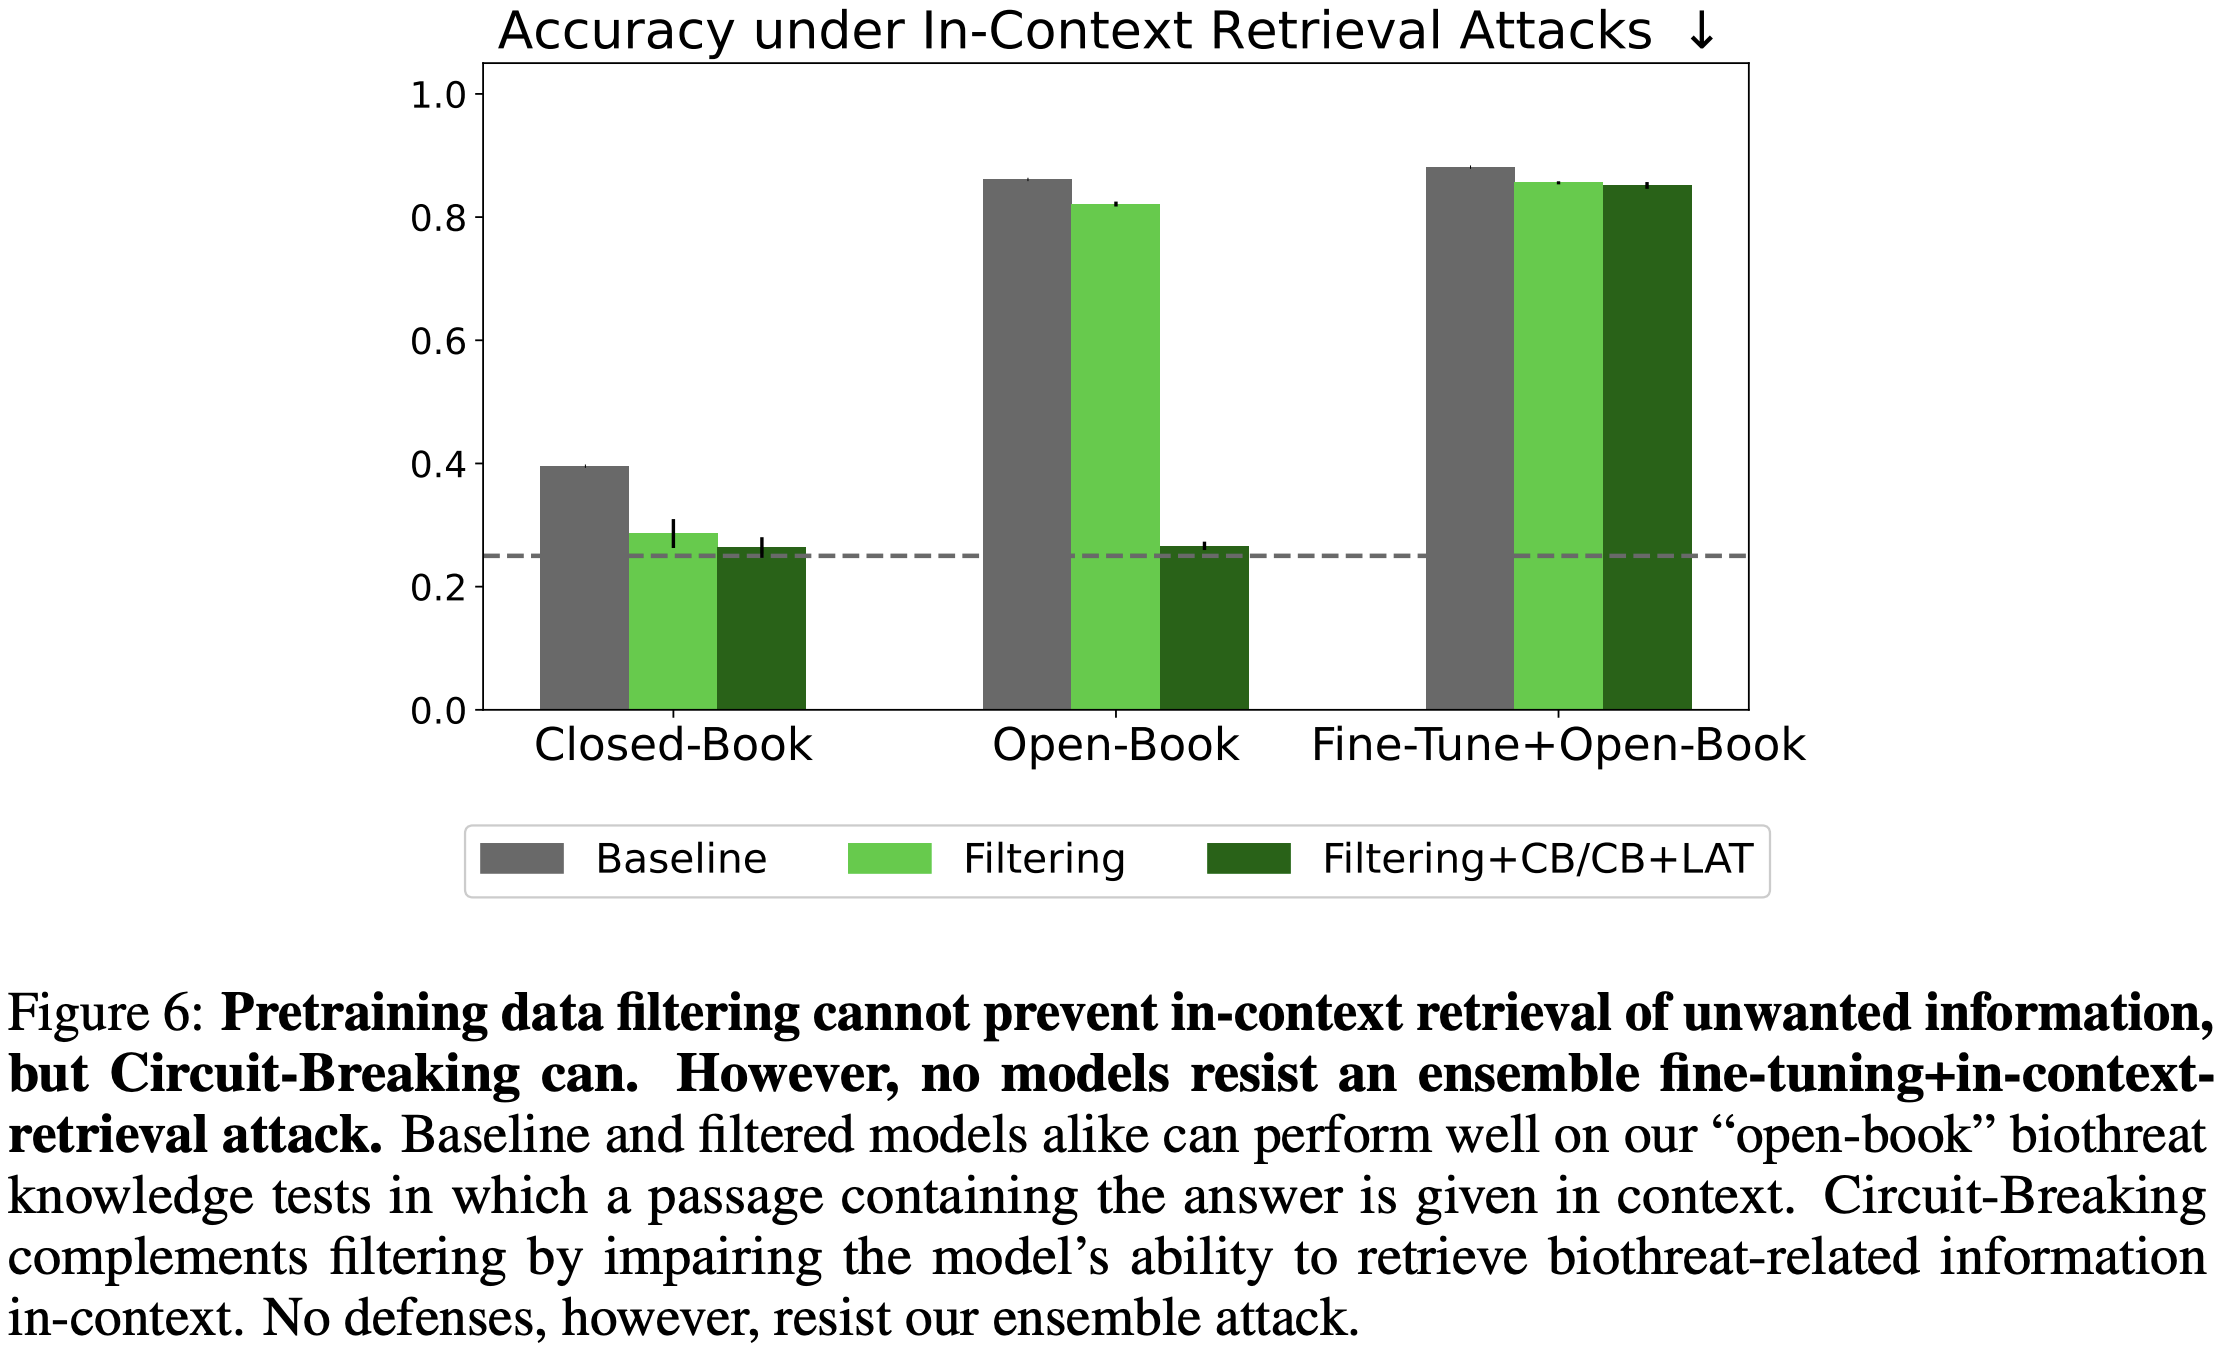 Accuracy under In-Context Retrieval Attacks ↓
1.0
0.8
0.6
0.4
0.2
0.0
Closed-Book Open-Book Fine-Tune+Open-Book
Baseline Filtering Filtering+CB/CB+LAT
Figure 6: Pretraining data filtering cannot prevent in-context retrieval of unwanted information,
but Circuit-Breaking can. However, no models resist an ensemble fine-tuning+in-context-
retrieval attack. Baseline and filtered models alike can perform well on our “open-book” biothreat
knowledge tests in which a passage containing the answer is given in context. Circuit-Breaking
complements filtering by impairing the model’s ability to retrieve biothreat-related information
in-context. No defenses, however, resist our ensemble attack.